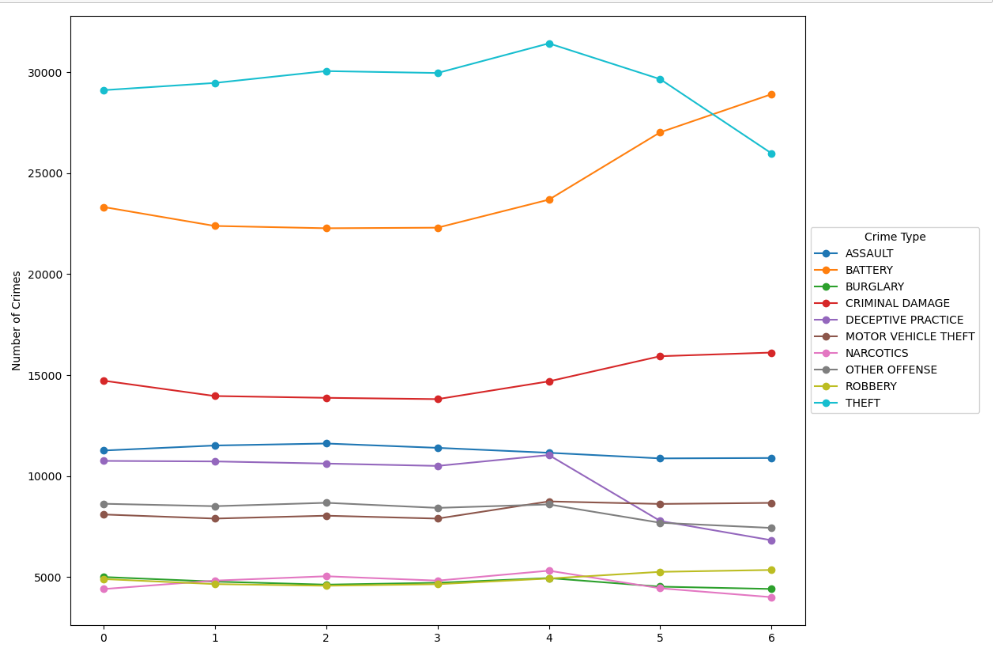 30000
25000
20000
15000
10000
5000
Number of Crimes
0 1 2 3 4 5 6
Crime Type
ASSAULT
BATTERY
BURGLARY
CRIMINAL DAMAGE
DECEPTIVE PRACTICE
MOTOR VEHICLE THEFT
NARCOTICS
OTHER OFFENSE
ROBBERY
THEFT